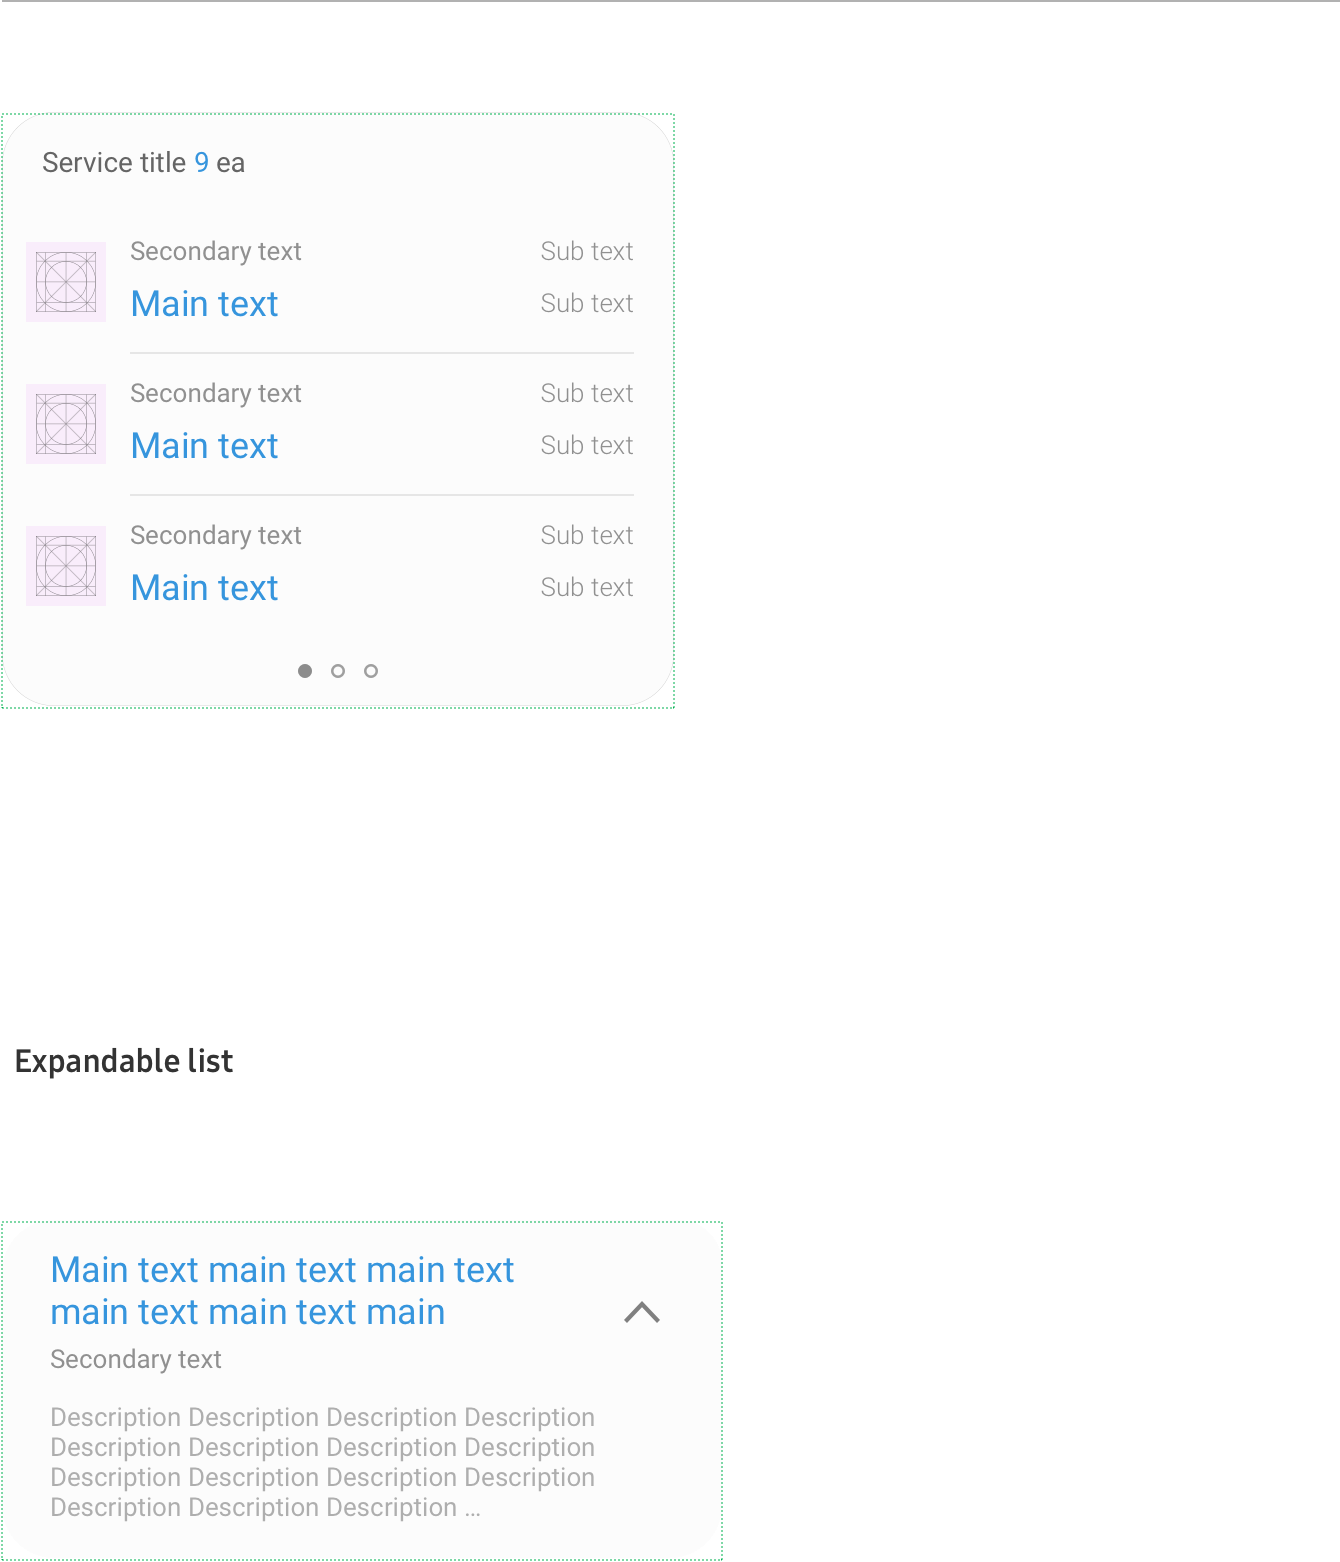 Service title 9 ea
Secondary text Sub text
Main text Sub text
Secondary text Sub text
Main text Sub text
Secondary text Sub text
Main text Sub text
Expandable list
Main text main text main text
main text main text main
Secondary text
Description Description Description Description
Description Description Description Description
Description Description Description Description
Description Description Description ...